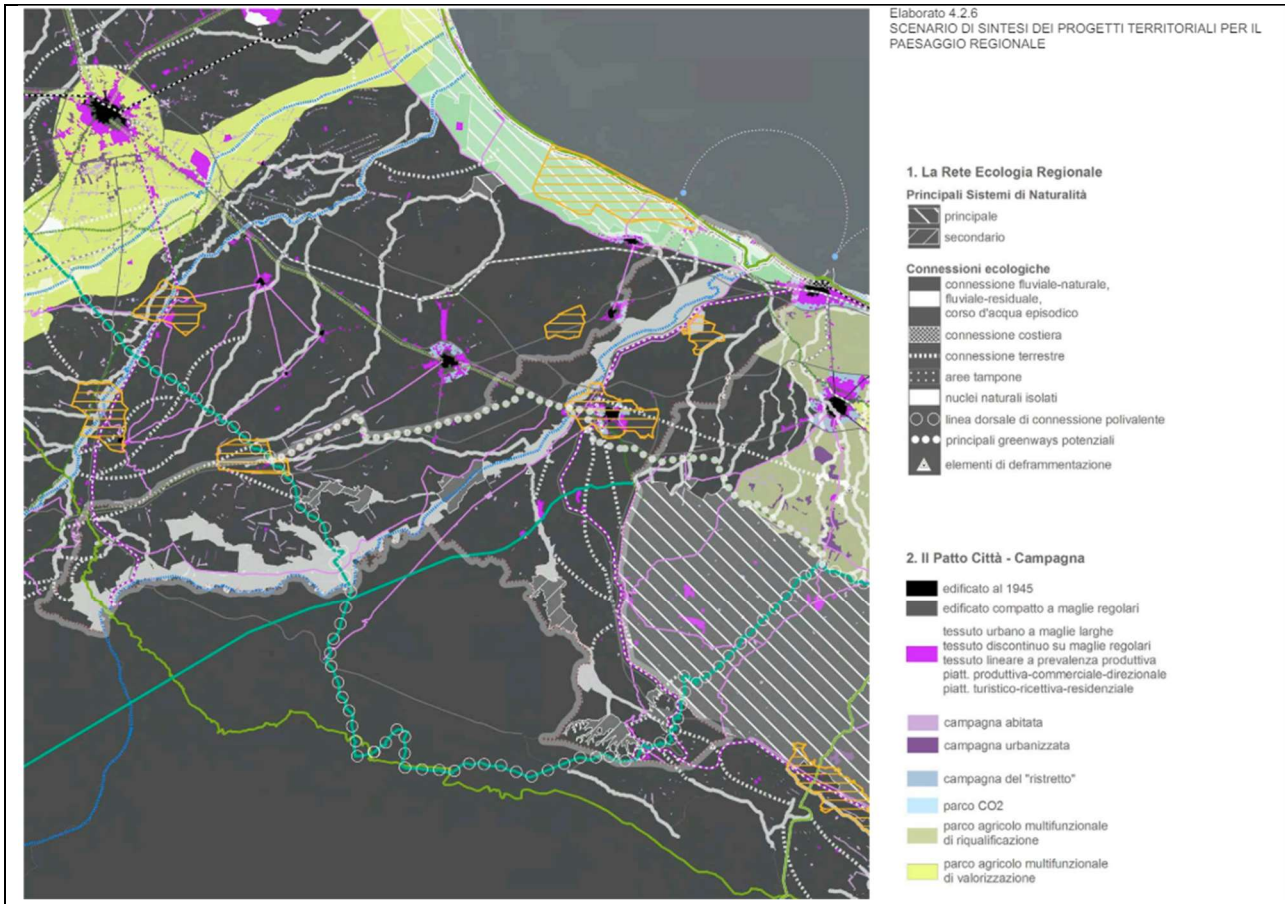 Elaborato 4.2.6
SCENARIO DI SINTESI DEI PROGETTI TERRITORIALI PER IL
PAESAGGIO REGIONALE
1. La Rete Ecologia Regionale
Principali Sistemi di Naturalità
principale
secondario
Connessioni ecologiche
connessione fluviale-naturale,
fluviale-residuale,
corso d'acqua episodico
connessione costiera
connessione terrestre
aree tampone
nuclei naturali isolati
linea dorsale di connessione polivalente
principali greenways potenziali
elementi di deframmentazione
2. Il Patto Città - Campagna
edificato al 1945
edificato compatto a maglie regolari
tessuto urbano a maglie larghe
tessuto discontinuo su maglie regolari
tessuto lineare a prevalenza produttiva
piatt. produttiva-commerciale-direzionale
piatt. turistico-ricettiva-residenziale
campagna abitata
campagna urbanizzata
campagna del "ristretto"
parco CO2
parco agricolo multifunzionale
di riqualificazione
parco agricolo multifunzionale
di valorizzazione